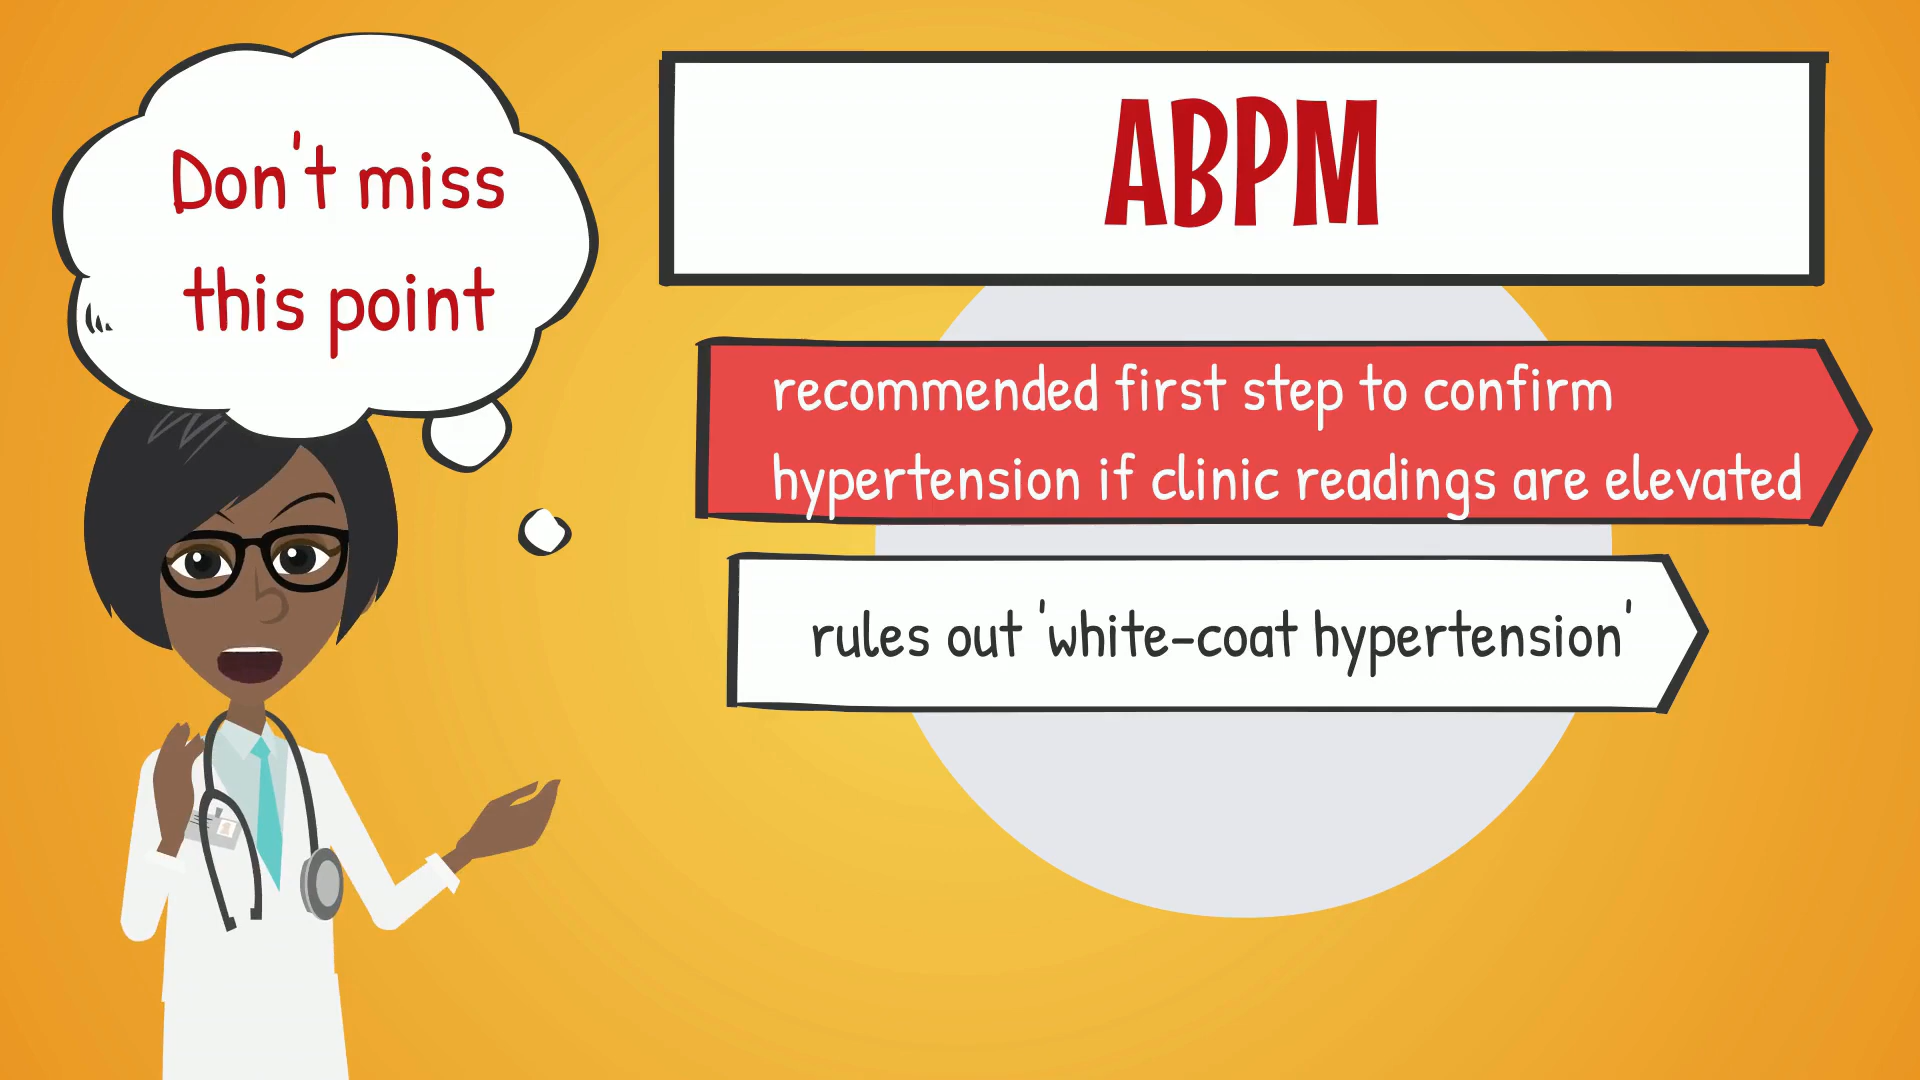 Don't miss
this point
ABPM
recommended first step to confirm
hypertension if clinic readings are elevated
rules out 'white-coat hypertension'